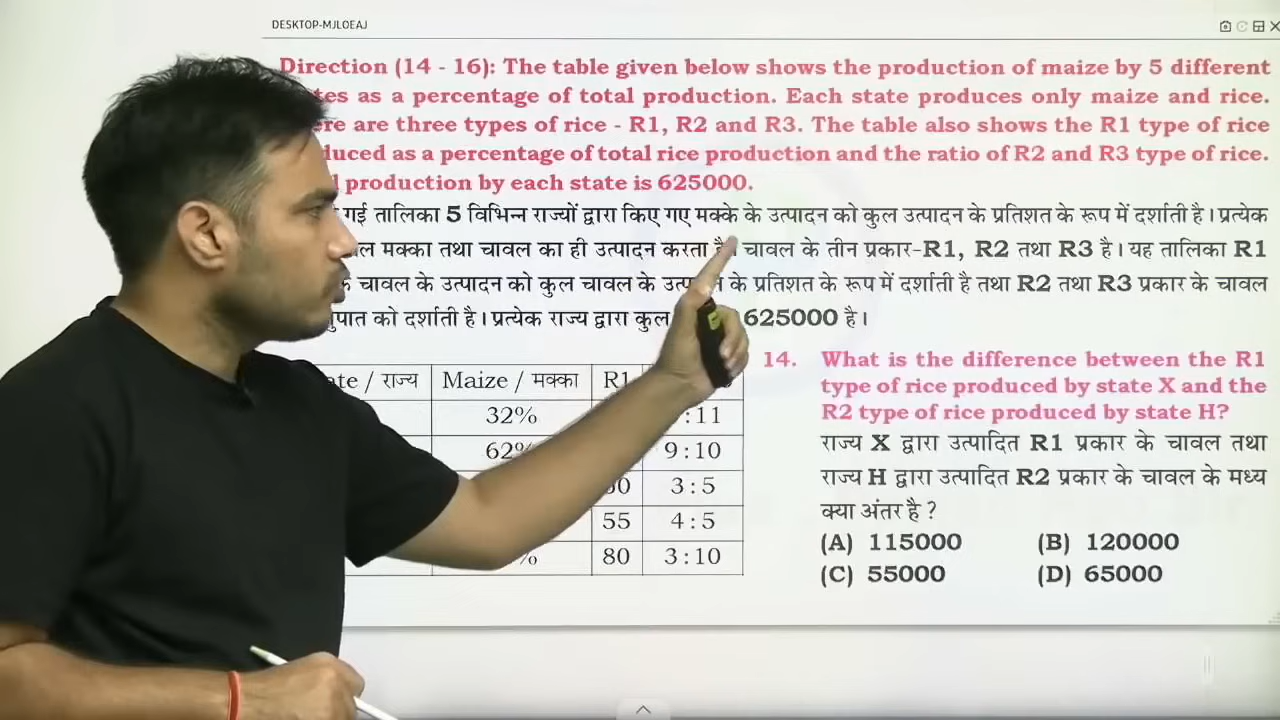 DESKTOP-MJLOEAJ
Direction (14 - 16): The table given below shows the production of maize by 5 different
as a percentage of total production. Each state produces only maize and rice.
are three types of rice - R1, R2 and R3. The table also shows the R1 type of rice
as a percentage of total rice production and the ratio of R2 and R3 type of rice.
production by each state is 625000.
गई तालिका 5 विभिन्न राज्यों द्वारा किए गए मक्के के उत्पादन को कुल उत्पादन के प्रतिशत के रूप में दर्शाती है। प्रत्येक
मक्का तथा चावल का ही उत्पादन करता है। चावल के तीन प्रकार-R1, R2 तथा R3 है। यह तालिका R1
चावल के उत्पादन को कुल चावल के के प्रतिशत के रूप में दर्शाती है तथा R2 तथा R3 प्रकार के चावल
को दर्शाती है। प्रत्येक राज्य द्वारा कुल 625000 है।
/ राज्य Maize / मक्का R1
32% : 11
62% 9 : 10
3 : 5
55 4 : 5
% 80 3 : 10
14. What is the difference between the R1
type of rice produced by state X and the
R2 type of rice produced by state H?
राज्य X द्वारा उत्पादित R1 प्रकार के चावल तथा
राज्य H द्वारा उत्पादित R2 प्रकार के चावल के मध्य
क्या अंतर है ?
(A) 115000 (B) 120000
(C) 55000 (D) 65000